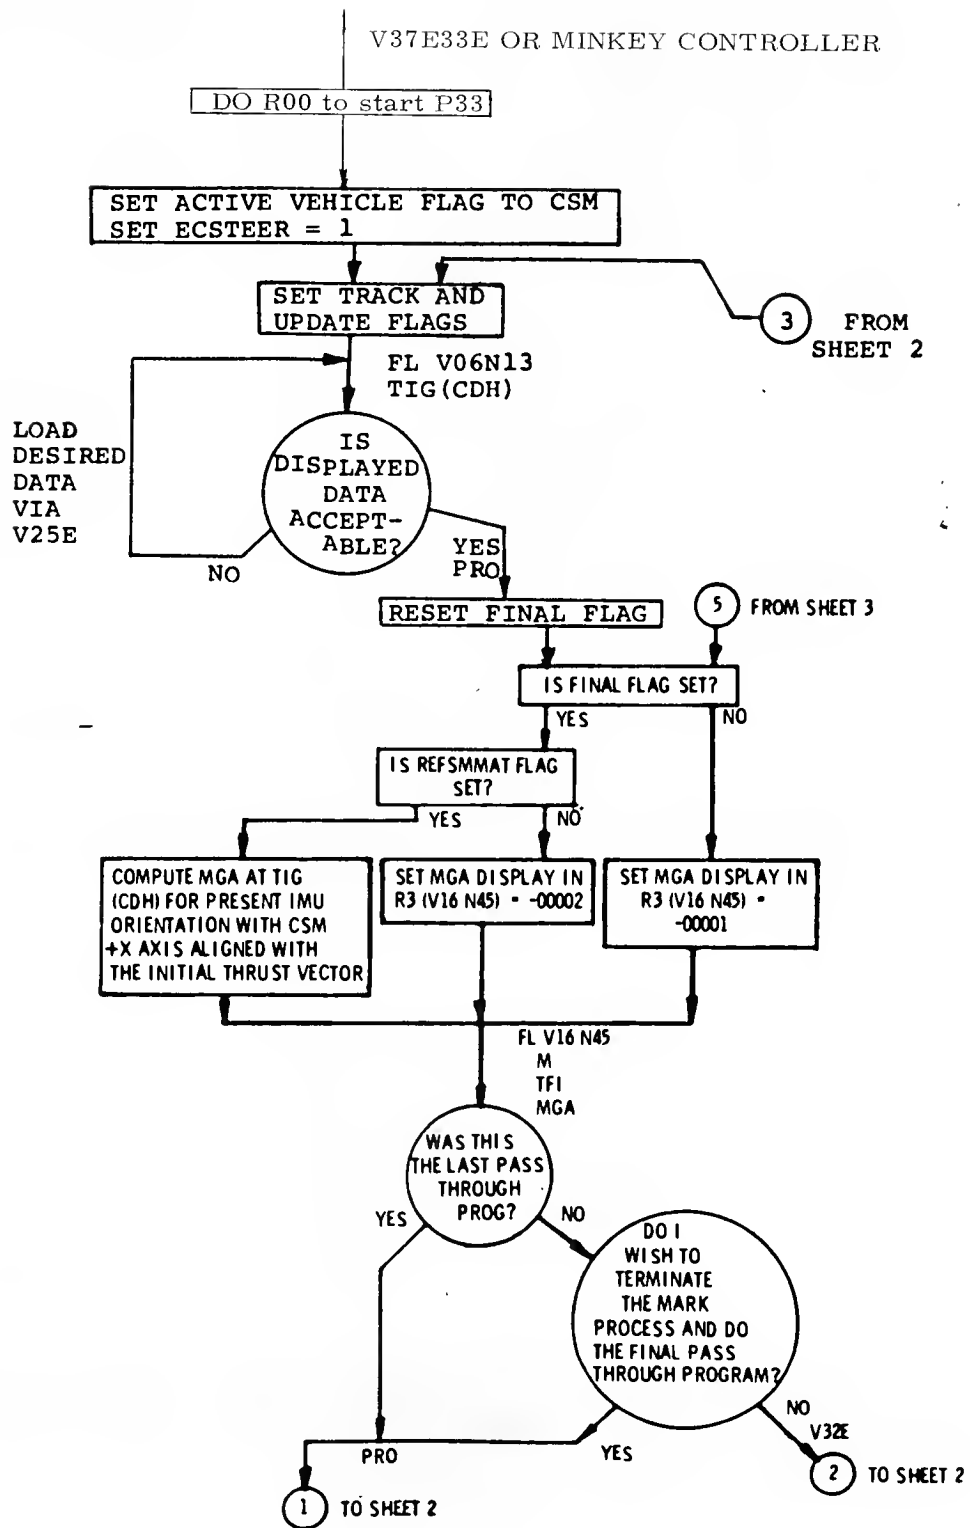 V37E33E OR MINKEY CONTROLLER
DO R00 to start P33
SET ACTIVE VEHICLE FLAG TO CSM
SET ECSTEER = 1
SET TRACK AND
UPDATE FLAGS
3
FROM
SHEET 2
FL V06N13
TIG(CDH)
LOAD
DESIRED
DATA
VIA
V25E
IS
DISPLAYED
DATA
ACCEPT-
ABLE?
NO
YES
PRO
RESET FINAL FLAG
5
FROM SHEET 3
IS FINAL FLAG SET?
YES
NO
IS REFSMMAT FLAG
SET?
YES
NO
COMPUTE MGA AT TIG
(CDH) FOR PRESENT IMU
ORIENTATION WITH CSM
+X AXIS ALIGNED WITH
THE INITIAL THRUST VECTOR
SET MGA DISPLAY IN
R3 (V16 N45) = -00002
SET MGA DISPLAY IN
R3 (V16 N45) =
-00001
FL V16 N45
M
TFI
MGA
WAS THIS
THE LAST PASS
THROUGH
PROG?
YES
NO
DO I
WISH TO
TERMINATE
THE MARK
PROCESS AND DO
THE FINAL PASS
THROUGH PROGRAM?
NO
V32E
YES
PRO
2
TO SHEET 2
1
TO SHEET 2